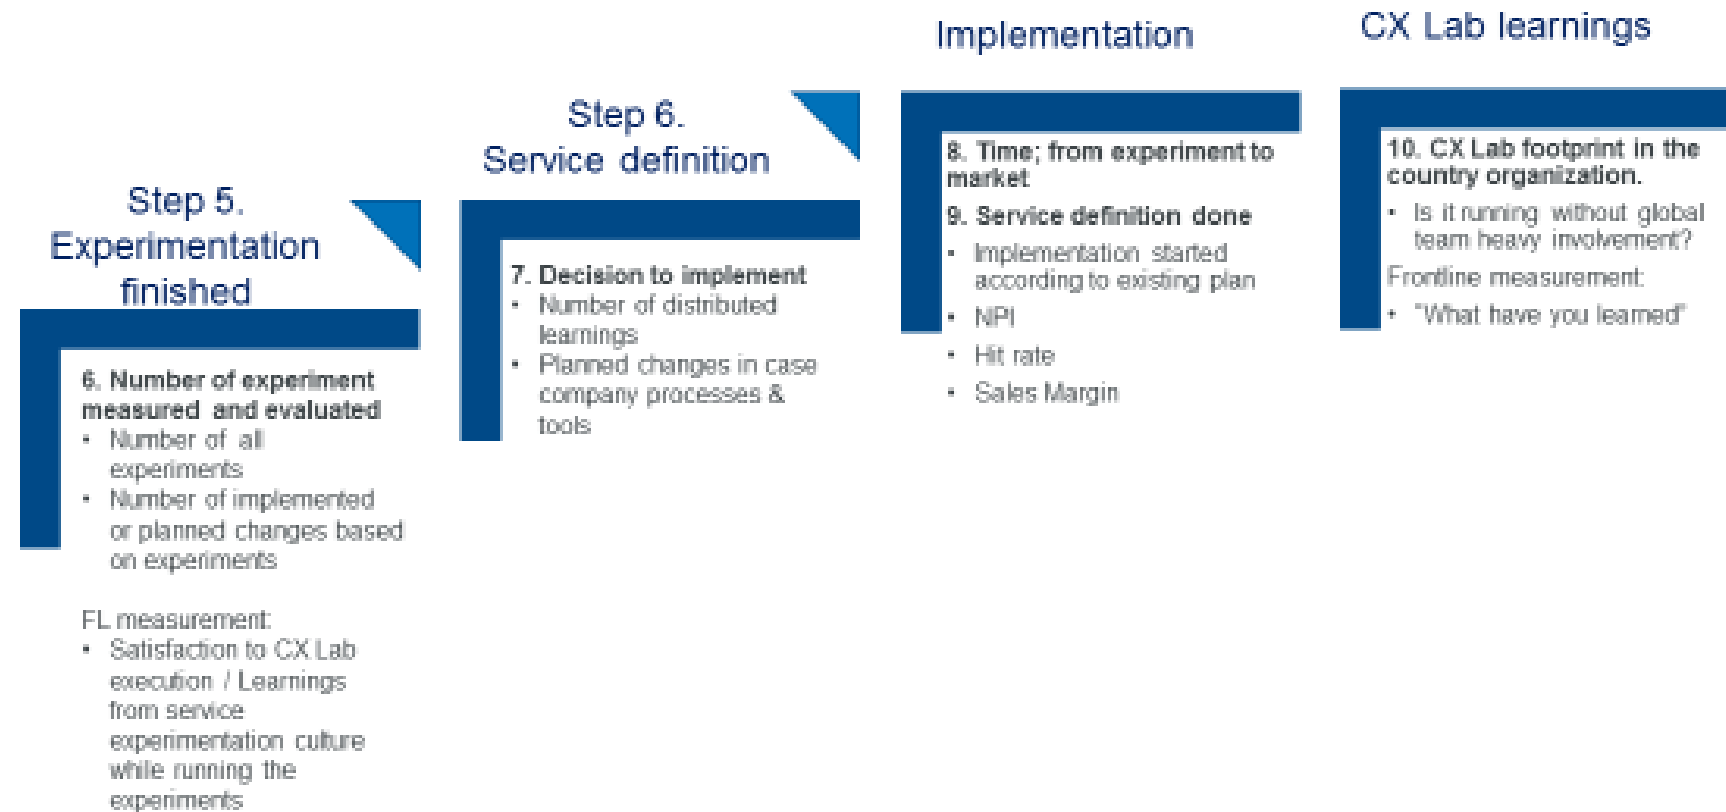 Step 5.
Experimentation
finished
6. Number of experiment
measured and evaluated
• Number of all
experiments
• Number of implemented
or planned changes based
on experiments
FL measurement:
• Satisfaction to CX Lab
execution / Learnings
from service
experimentation culture
while running the
experiments
Step 6.
Service definition
7. Decision to implement
• Number of distributed
learnings
• Planned changes in case
company processes &
tools
Implementation
8. Time; from experiment to
market
9. Service definition done
• Implementation started
according to existing plan
• NPI
• Hit rate
• Sales Margin
CX Lab learnings
10. CX Lab footprint in the
country organization.
• Is it running without global
team heavy involvement?
Frontline measurement:
• "What have you learned"